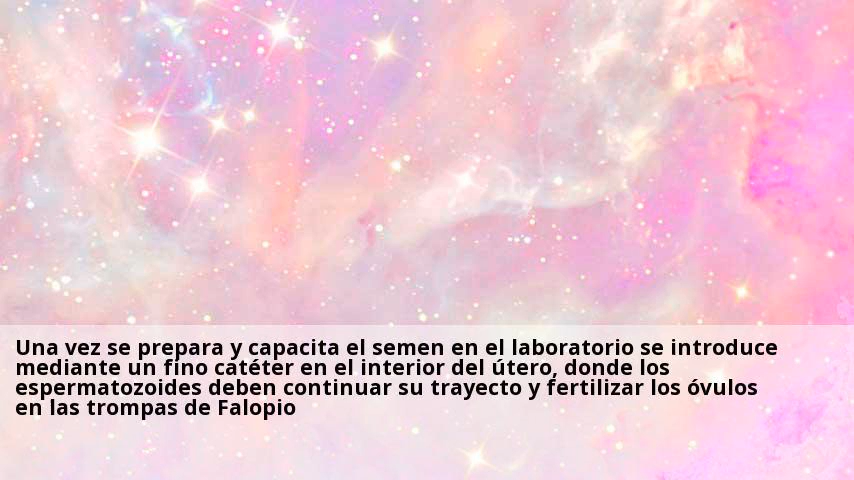 Una vez se prepara y capacita el semen en el laboratorio se introduce
mediante un fino catéter en el interior del útero, donde los
espermatozoides deben continuar su trayecto y fertilizar los óvulos
en las trompas de Falopio